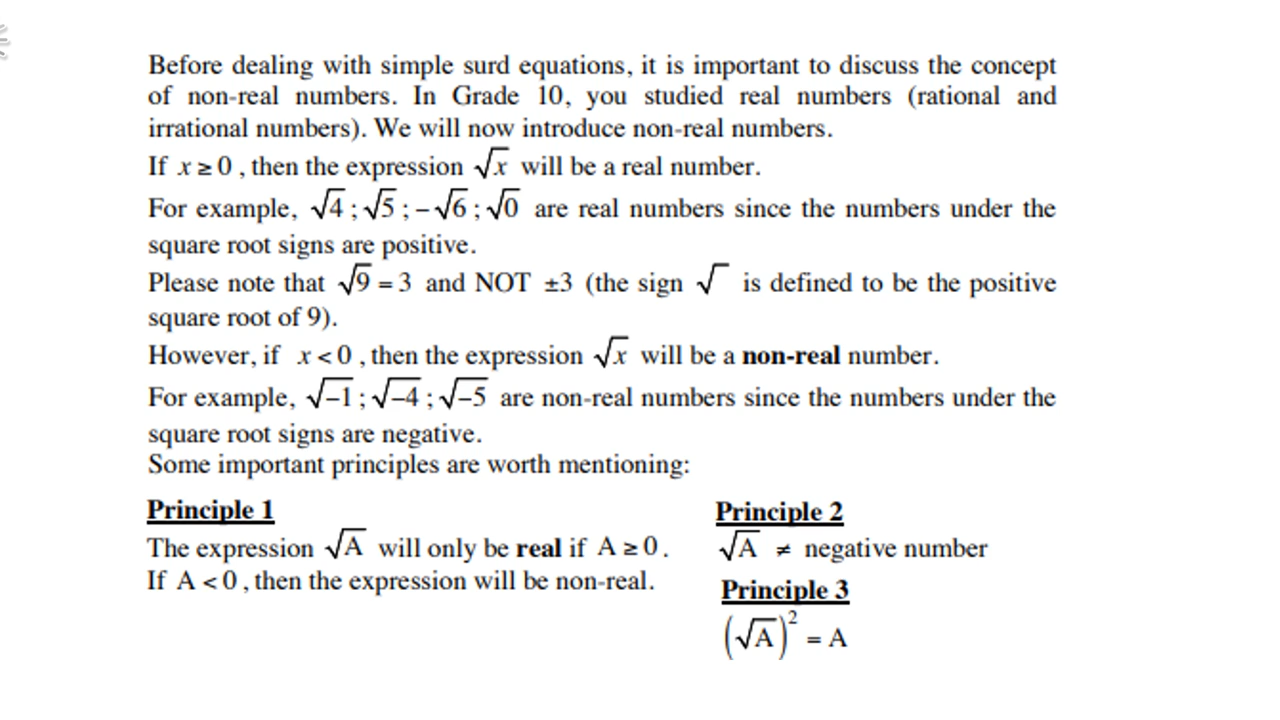 Before dealing with simple surd equations, it is important to discuss the concept
of non-real numbers. In Grade 10, you studied real numbers (rational and
irrational numbers). We will now introduce non-real numbers.
If x ≥ 0 , then the expression √x will be a real number.
For example, √4 ; √5 ; − √6 ; √0 are real numbers since the numbers under the
square root signs are positive.
Please note that √9 = 3 and NOT ±3 (the sign √ is defined to be the positive
square root of 9).
However, if x < 0 , then the expression √x will be a non-real number.
For example, √−1 ; √−4 ; √−5 are non-real numbers since the numbers under the
square root signs are negative.
Some important principles are worth mentioning:
Principle 1
The expression √A will only be real if A ≥ 0 .
If A < 0 , then the expression will be non-real.
Principle 2
√A ≠ negative number
Principle 3
(√A)² = A